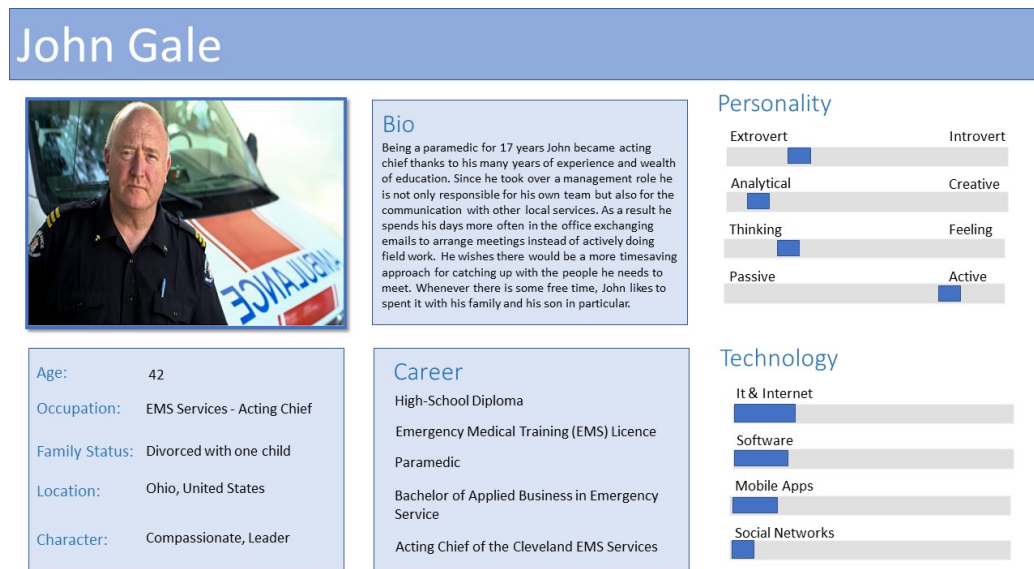 John Gale
AMBULANCE
Bio
Being a paramedic for 17 years John became acting
chief thanks to his many years of experience and wealth
of education. Since he took over a management role he
is not only responsible for his own team but also for the
communication with other local services. As a result he
spends his days more often in the office exchanging
emails to arrange meetings instead of actively doing
field work. He wishes there would be a more timesaving
approach for catching up with the people he needs to
meet. Whenever there is some free time, John likes to
spent it with his family and his son in particular.
Personality
Extrovert Introvert
Analytical Creative
Thinking Feeling
Passive Active
Age: 42
Occupation: EMS Services - Acting Chief
Family Status: Divorced with one child
Location: Ohio, United States
Character: Compassionate, Leader
Career
High-School Diploma
Emergency Medical Training (EMS) Licence
Paramedic
Bachelor of Applied Business in Emergency
Service
Acting Chief of the Cleveland EMS Services
Technology
It & Internet
Software
Mobile Apps
Social Networks